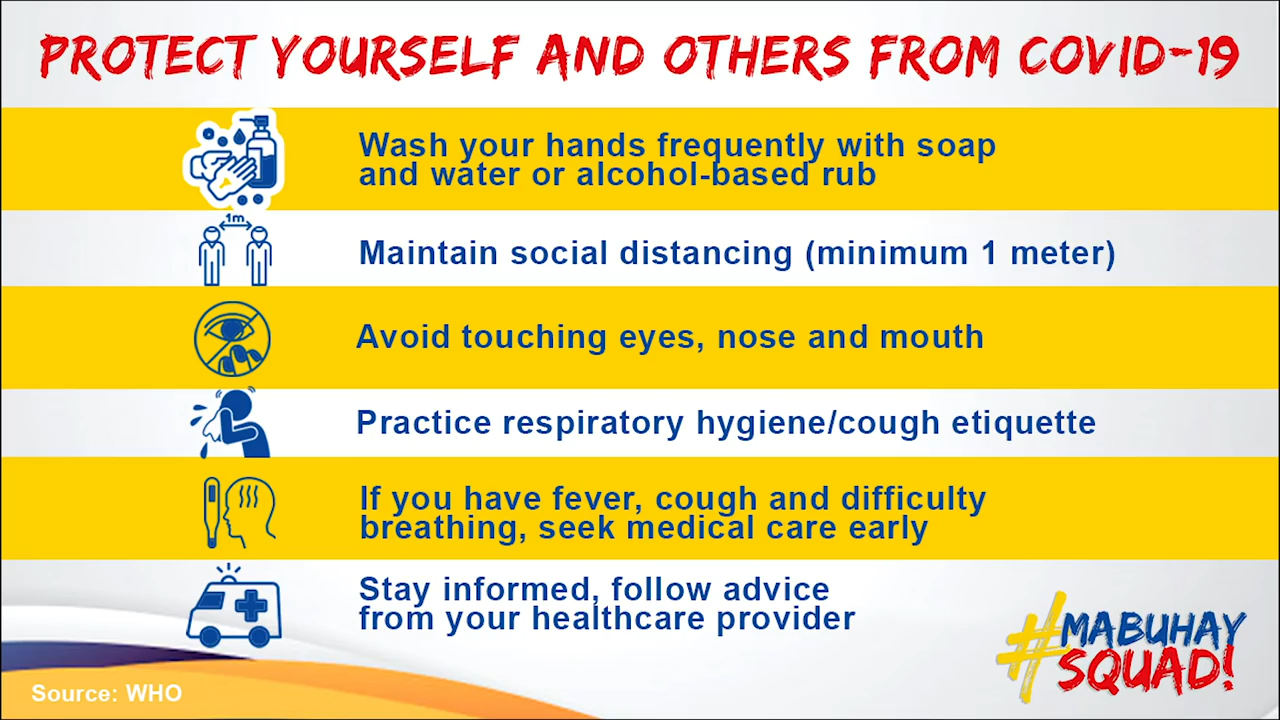 PROTECT YOURSELF AND OTHERS FROM COVID-19
Wash your hands frequently with soap
and water or alcohol-based rub
1m
Maintain social distancing (minimum 1 meter)
Avoid touching eyes, nose and mouth
Practice respiratory hygiene/cough etiquette
If you have fever, cough and difficulty
breathing, seek medical care early
Stay informed, follow advice
from your healthcare provider
#MABUHAY
SQUAD!
Source: WHO